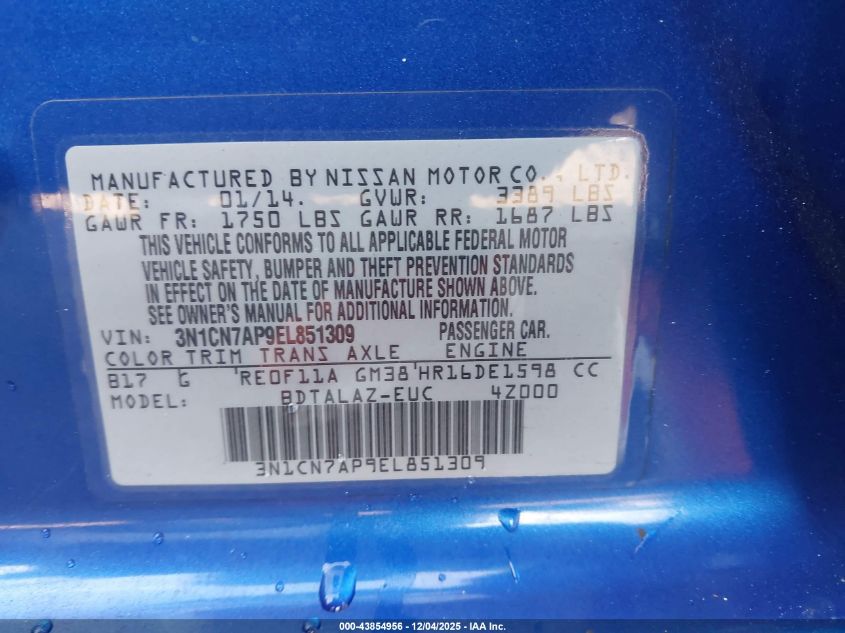 MANUFACTURED BY NISSAN MOTOR CO., LTD.
DATE: 01/14. GVWR: 3389 LBS
GAWR FR: 1750 LBS GAWR RR: 1687 LBS
THIS VEHICLE CONFORMS TO ALL APPLICABLE FEDERAL MOTOR
VEHICLE SAFETY, BUMPER AND THEFT PREVENTION STANDARDS
IN EFFECT ON THE DATE OF MANUFACTURE SHOWN ABOVE.
SEE OWNER'S MANUAL FOR ADDITIONAL INFORMATION.
VIN: 3N1CN7AP9EL851309 PASSENGER CAR.
COLOR TRIM TRANS AXLE ENGINE
B17 G RE0F11A GM38 HR16DE1598 CC
MODEL: BDTALAZ-EUC 4Z000
3N1CN7AP9EL851309
000-43854956 - 12/04/2025 - IAA Inc.